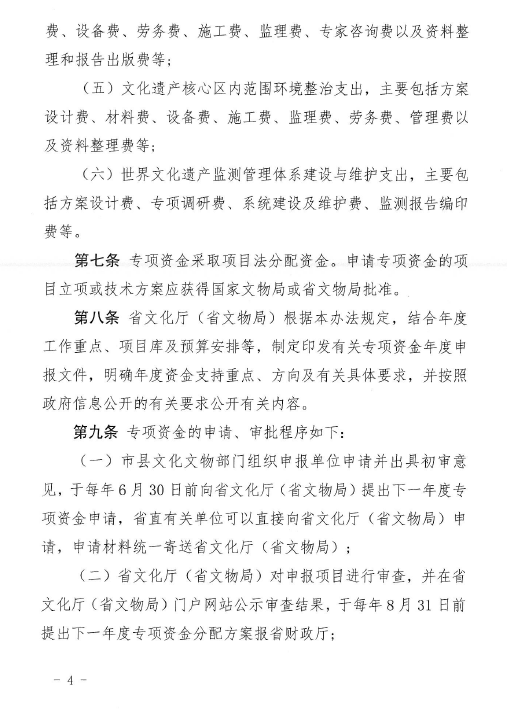 费、设备费、劳务费、施工费、监理费、专家咨询费以及资料整
理和报告出版费等;
（五）文化遗产核心区内范围环境整治支出，主要包括方案
设计费、材料费、设备费、施工费、监理费、劳务费、管理费以
及资料整理费等;
（六）世界文化遗产监测管理体系建设与维护支出，主要包
括方案设计费、专项调研费、系统建设及维护费、监测报告编印
费等。
第七条 专项资金采取项目法分配资金。申请专项资金的项
目立项或技术方案应获得国家文物局或省文物局批准。
第八条 省文化厅（省文物局）根据本办法规定，结合年度
工作重点、项目库及预算安排等，制定印发有关专项资金年度申
报文件，明确年度资金支持重点、方向及有关具体要求，并按照
政府信息公开的有关要求公开有关内容。
第九条 专项资金的申请、审批程序如下：
（一）市县文化文物部门组织申报单位申请并出具初审意
见，于每年6月30日前向省文化厅（省文物局）提出下一年度专
项资金申请，省直有关单位可以直接向省文化厅（省文物局）申
请，申请材料统一寄送省文化厅（省文物局）;
（二）省文化厅（省文物局）对申报项目进行审查，并在省
文化厅（省文物局）门户网站公示审查结果，于每年8月31日前
提出下一年度专项资金分配方案报省财政厅;
- 4 -